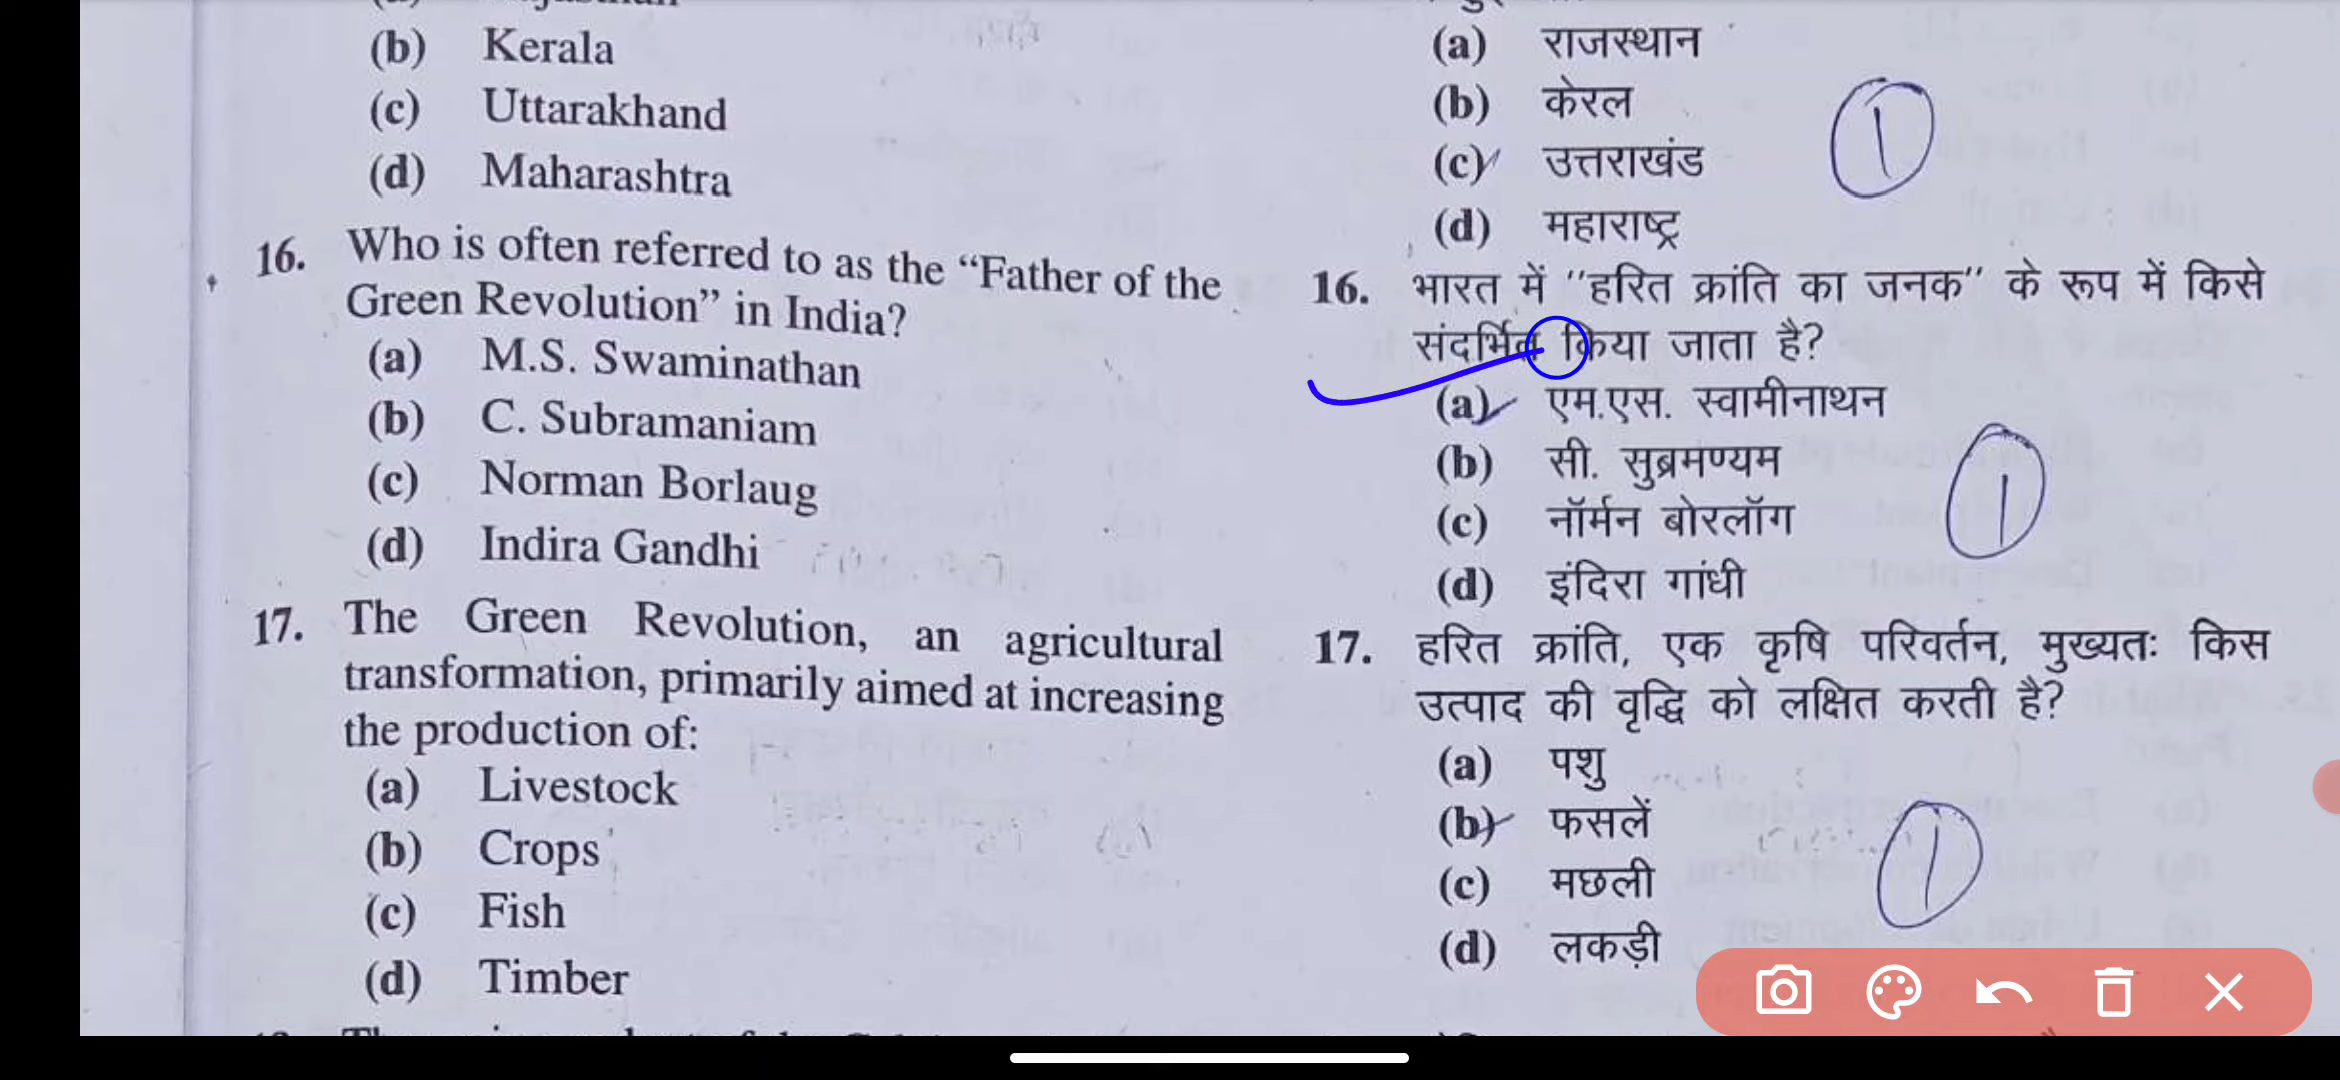 (b) Kerala
(c) Uttarakhand
(d) Maharashtra
16. Who is often referred to as the “Father of the
Green Revolution” in India?
(a) M.S. Swaminathan
(b) C. Subramaniam
(c) Norman Borlaug
(d) Indira Gandhi
17. The Green Revolution, an agricultural
transformation, primarily aimed at increasing
the production of:
(a) Livestock
(b) Crops
(c) Fish
(d) Timber
(a) राजस्थान
(b) केरल
(c) उत्तराखंड
(d) महाराष्ट्र
1
16. भारत में ‘‘हरित क्रांति का जनक’’ के रूप में किसे
संदर्भित किया जाता है?
(a) एम.एस. स्वामीनाथन
(b) सी. सुब्रमण्यम
(c) नॉर्मन बोरलॉग
(d) इंदिरा गांधी
1
17. हरित क्रांति, एक कृषि परिवर्तन, मुख्यतः किस
उत्पाद की वृद्धि को लक्षित करती है?
(a) पशु
(b) फसलें
(c) मछली
(d) लकड़ी
1